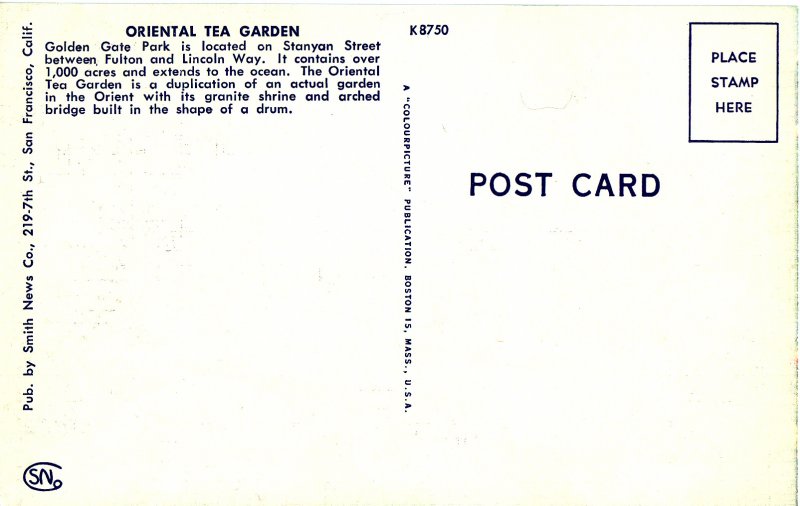 ORIENTAL TEA GARDEN
Golden Gate Park is located on Stanyan Street
between Fulton and Lincoln Way. It contains over
1,000 acres and extends to the ocean. The Oriental
Tea Garden is a duplication of an actual garden
in the Orient with its granite shrine and arched
bridge built in the shape of a drum.
Pub. by Smith News Co., 219-7th St., San Francisco, Calif.
SN
K8750
A "COLOURPICTURE" PUBLICATION, BOSTON 15, MASS., U.S.A.
PLACE
STAMP
HERE
POST CARD